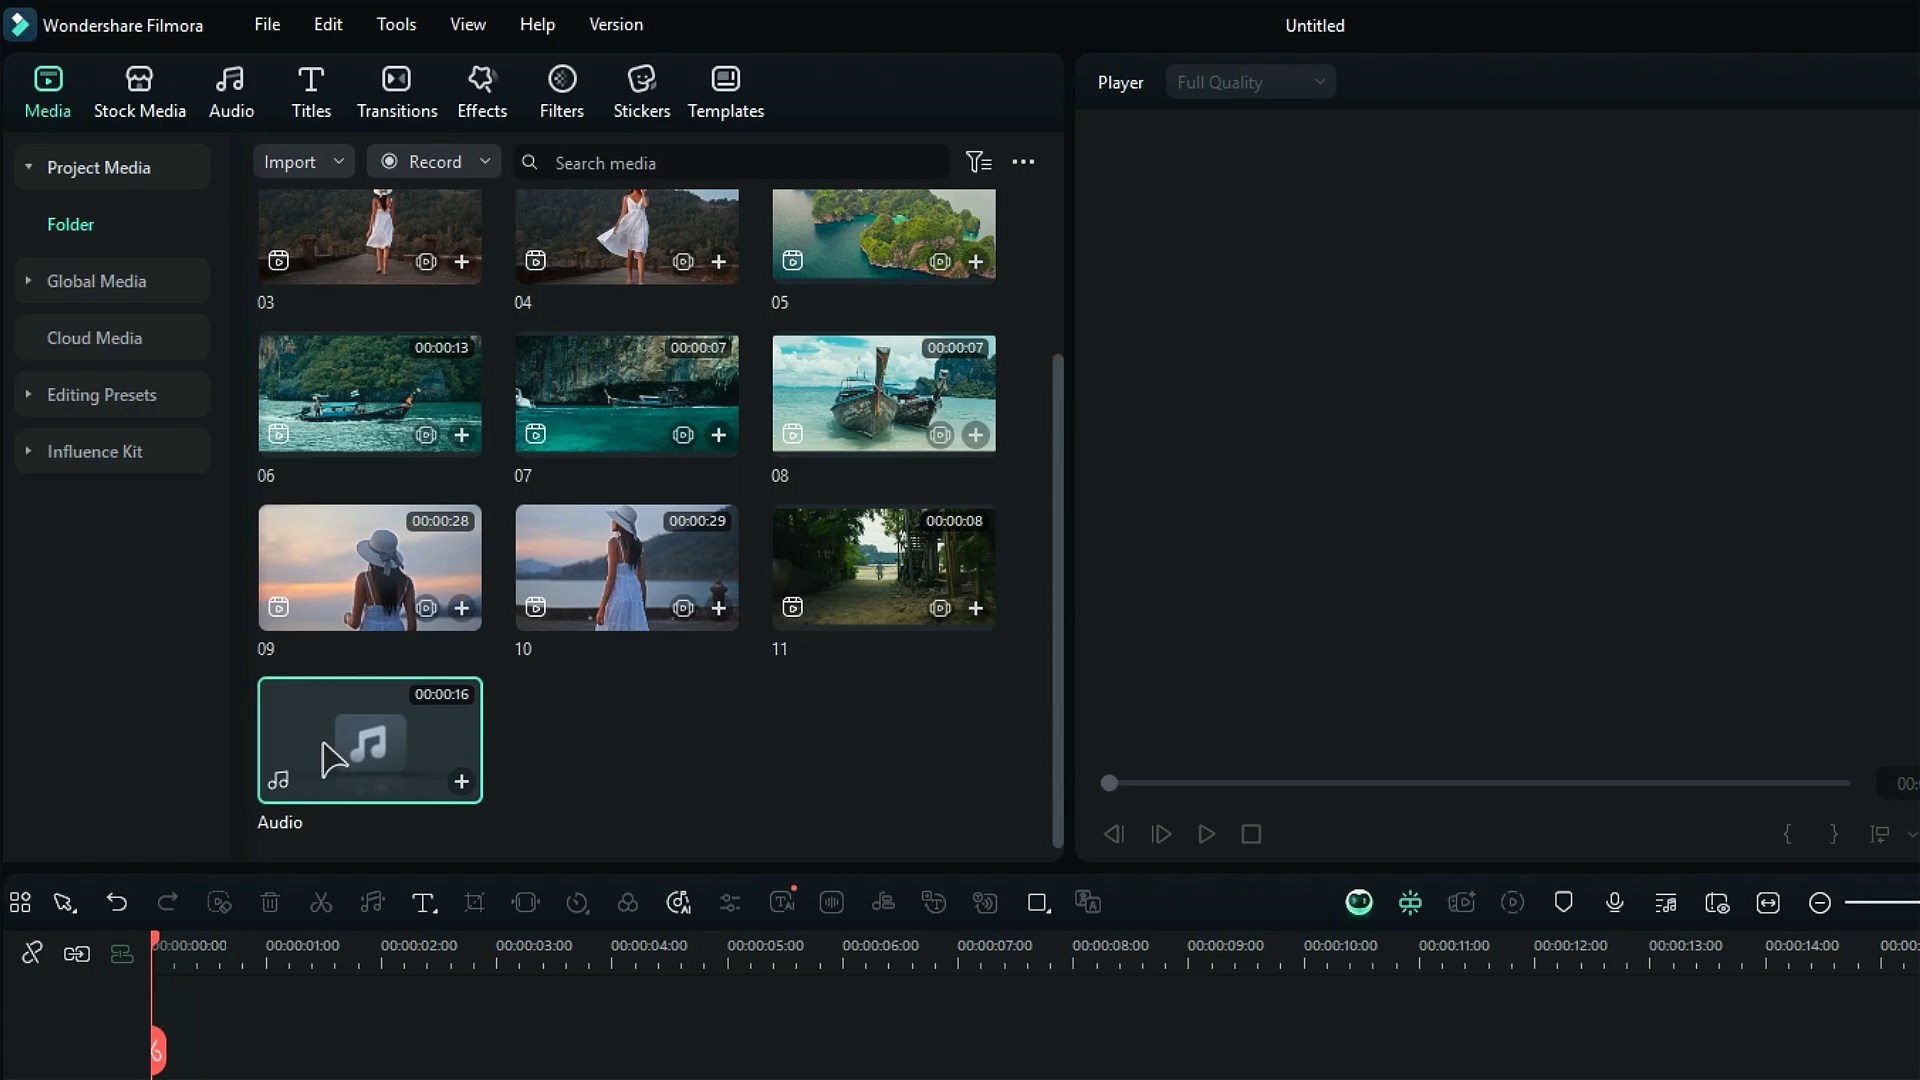 Wondershare Filmora File Edit Tools View Help Version Untitled
Media Stock Media Audio Titles Transitions Effects Filters Stickers Templates
Player Full Quality
Project Media
Folder
Global Media
Cloud Media
Editing Presets
Influence Kit
Import Record Search media
03 04 05
00:00:13 00:00:07 00:00:07
06 07 08
00:00:28 00:00:29 00:00:08
09 10 11
00:00:16
Audio
00:
00:00:00:00 00:00:01:00 00:00:02:00 00:00:03:00 00:00:04:00 00:00:05:00 00:00:06:00 00:00:07:00 00:00:08:00 00:00:09:00 00:00:10:00 00:00:11:00 00:00:12:00 00:00:13:00 00:00:14:00 00:00: